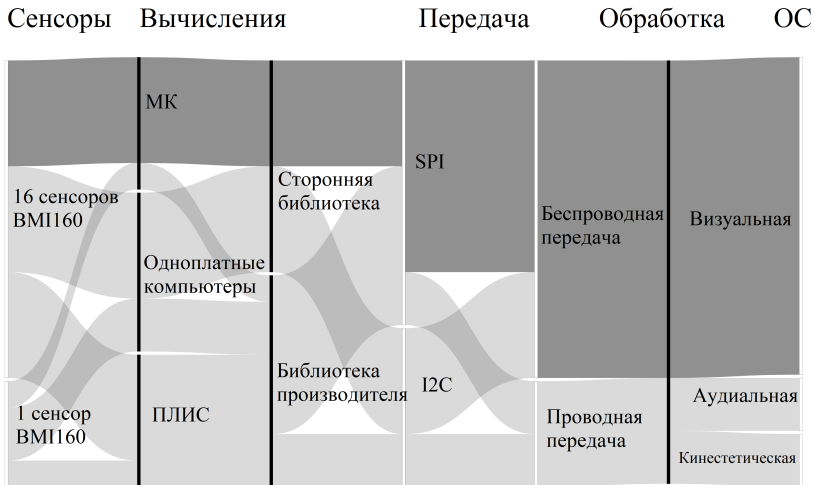 Сенсоры Вычисления Передача Обработка ОС
МК
SPI
Сторонняя
библиотека
16 сенсоров
BMI160
Беспроводная
передача
Визуальная
Одноплатные
компьютеры
Библиотека
производителя
I2C
Аудиальная
1 сенсор
BMI160
ПЛИС
Проводная
передача
Кинестетическая